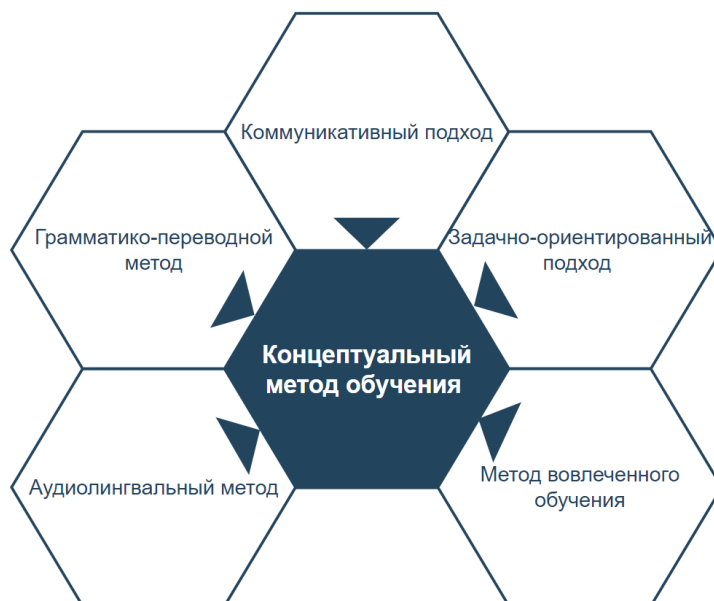 Коммуникативный подход
Грамматико-переводной
метод
Задачно-ориентированный
подход
Концептуальный
метод обучения
Аудиолингвальный метод
Метод вовлеченного
обучения